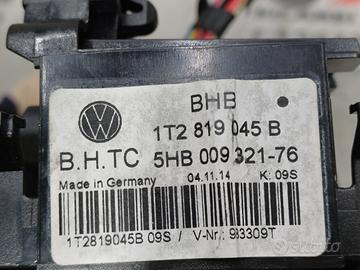 BHB
1T2 819 045 B
B.H.TC 5HB 009 321-76
Made in Germany 04.11.14 K: 09S
1T2819045B 09S / V-Nr.: 9i3309T
subito